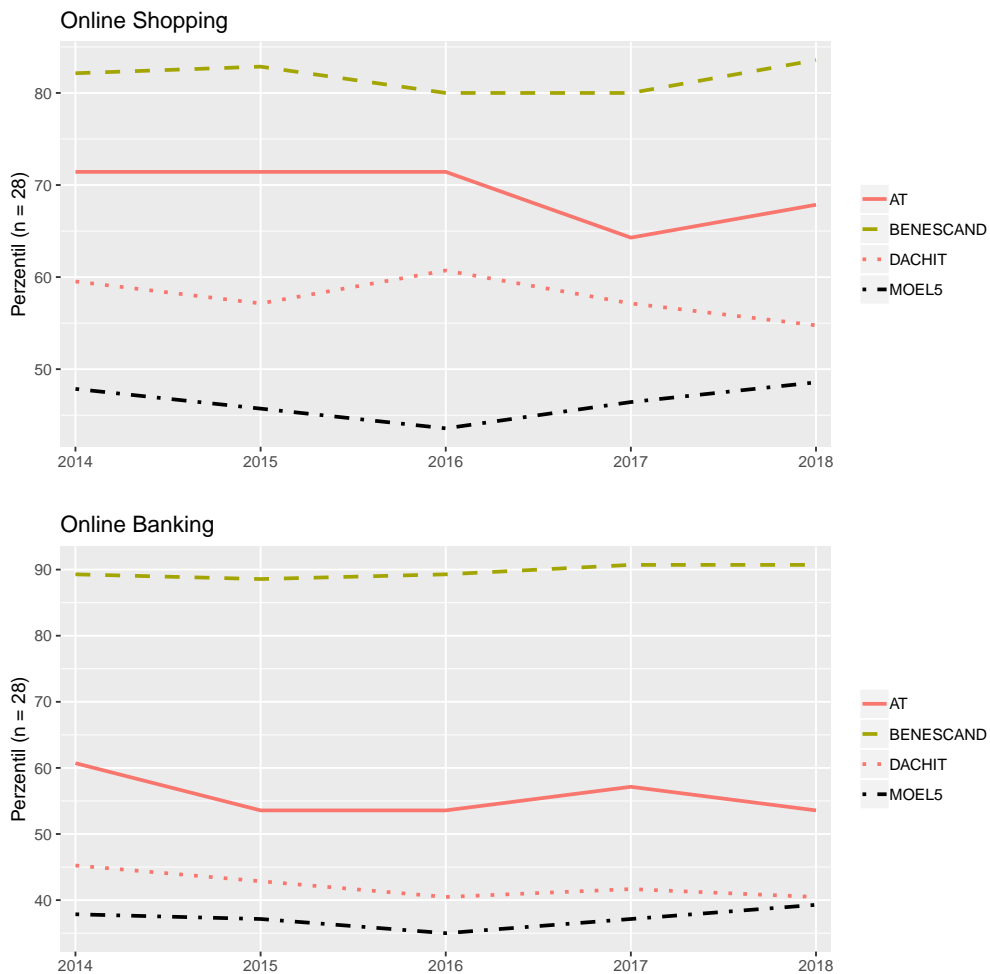 Online Shopping
Perzentil (n = 28)
80
70
60
50
2014 2015 2016 2017 2018
AT
BENESCAND
DACHIT
MOEL5
Online Banking
Perzentil (n = 28)
90
80
70
60
50
40
2014 2015 2016 2017 2018
AT
BENESCAND
DACHIT
MOEL5